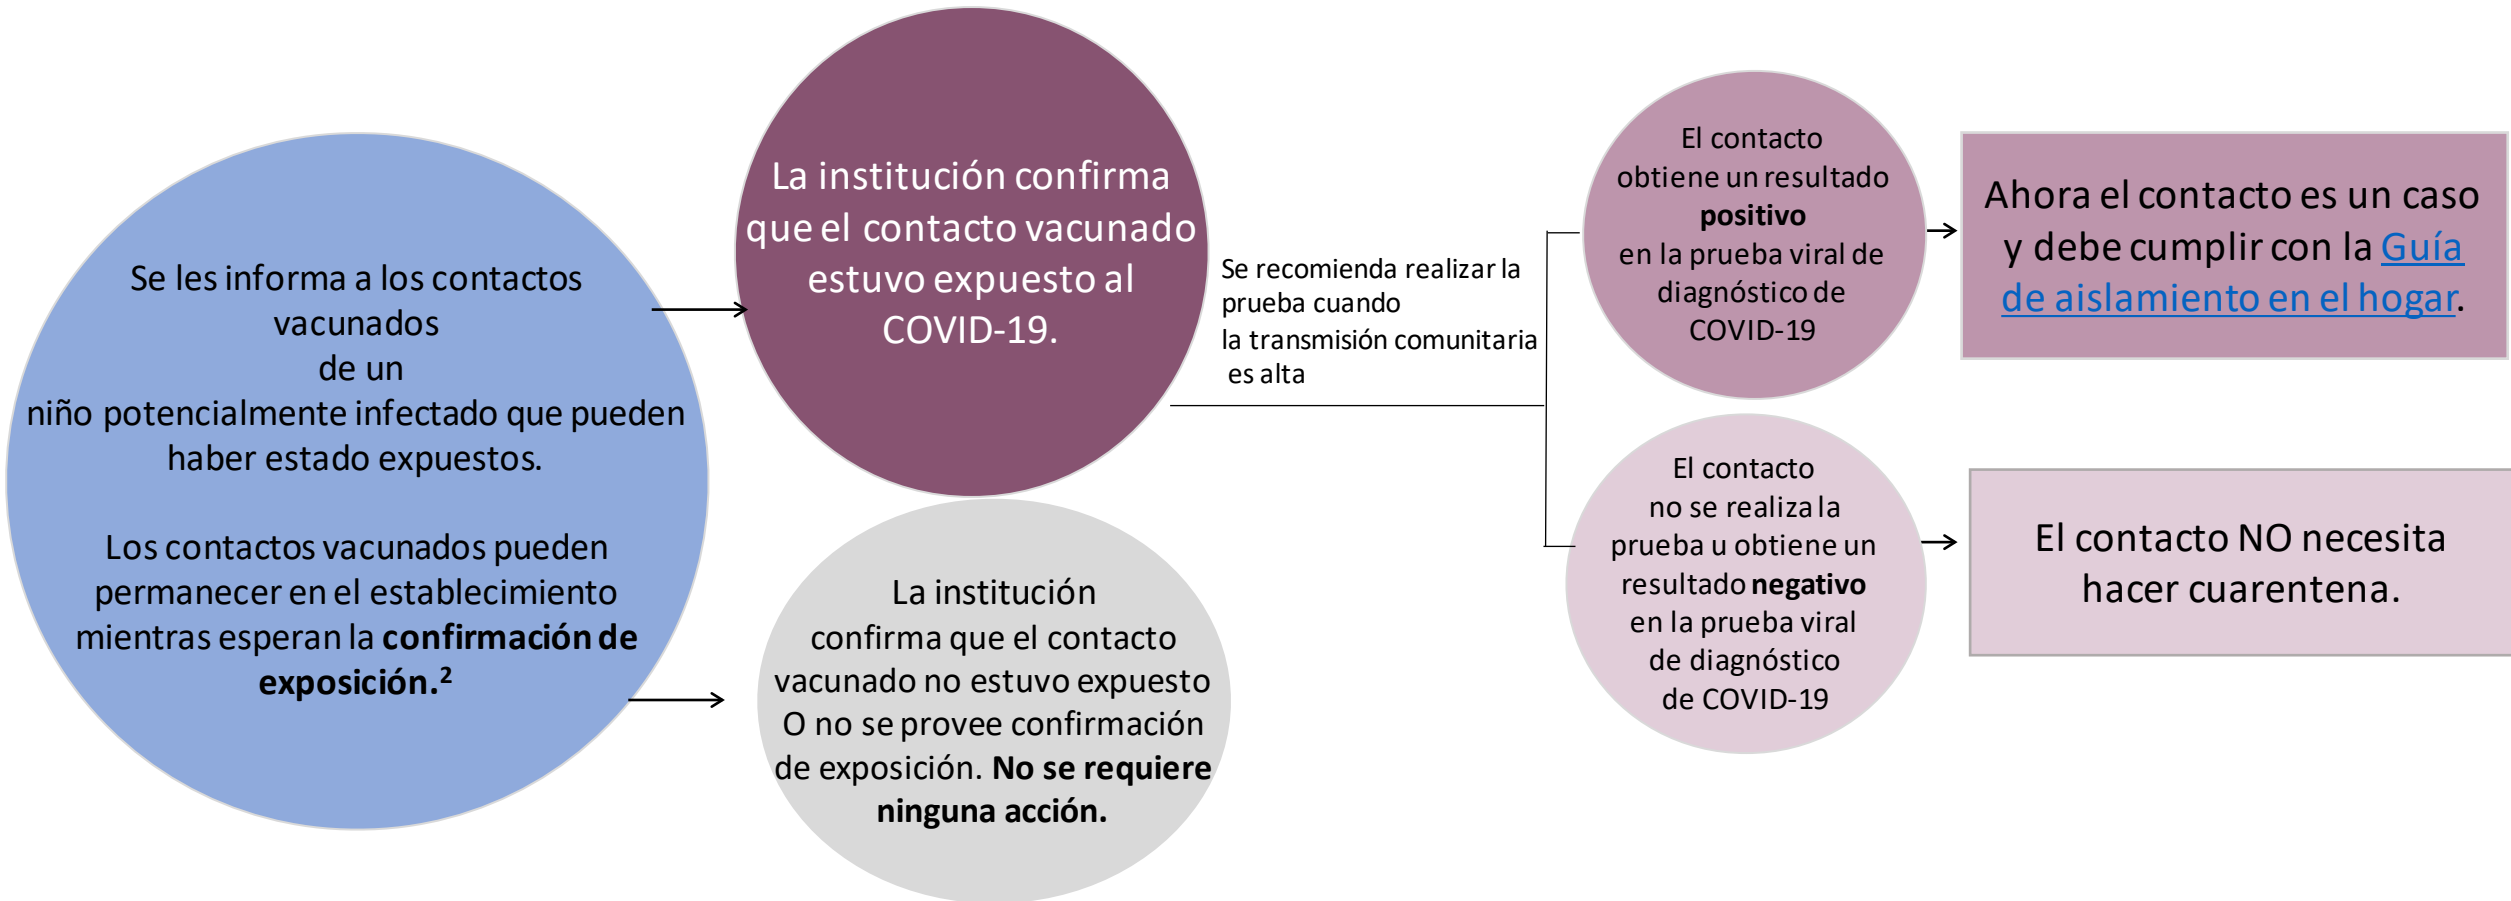 Se les informa a los contactos
vacunados
de un
niño potencialmente infectado que pueden
haber estado expuestos.
Los contactos vacunados pueden
permanecer en el establecimiento
mientras esperan la confirmación de
exposición.²
La institución confirma
que el contacto vacunado
estuvo expuesto al
COVID-19.
La institución
confirma que el contacto
vacunado no estuvo expuesto
O no se provee confirmación
de exposición. No se requiere
ninguna acción.
Se recomienda realizar la
prueba cuando
la transmisión comunitaria
es alta
El contacto
obtiene un resultado
positivo
en la prueba viral de
diagnóstico de
COVID-19
Ahora el contacto es un caso
y debe cumplir con la Guía
de aislamiento en el hogar.
El contacto
no se realiza la
prueba u obtiene un
resultado negativo
en la prueba viral
de diagnóstico
de COVID-19
El contacto NO necesita
hacer cuarentena.